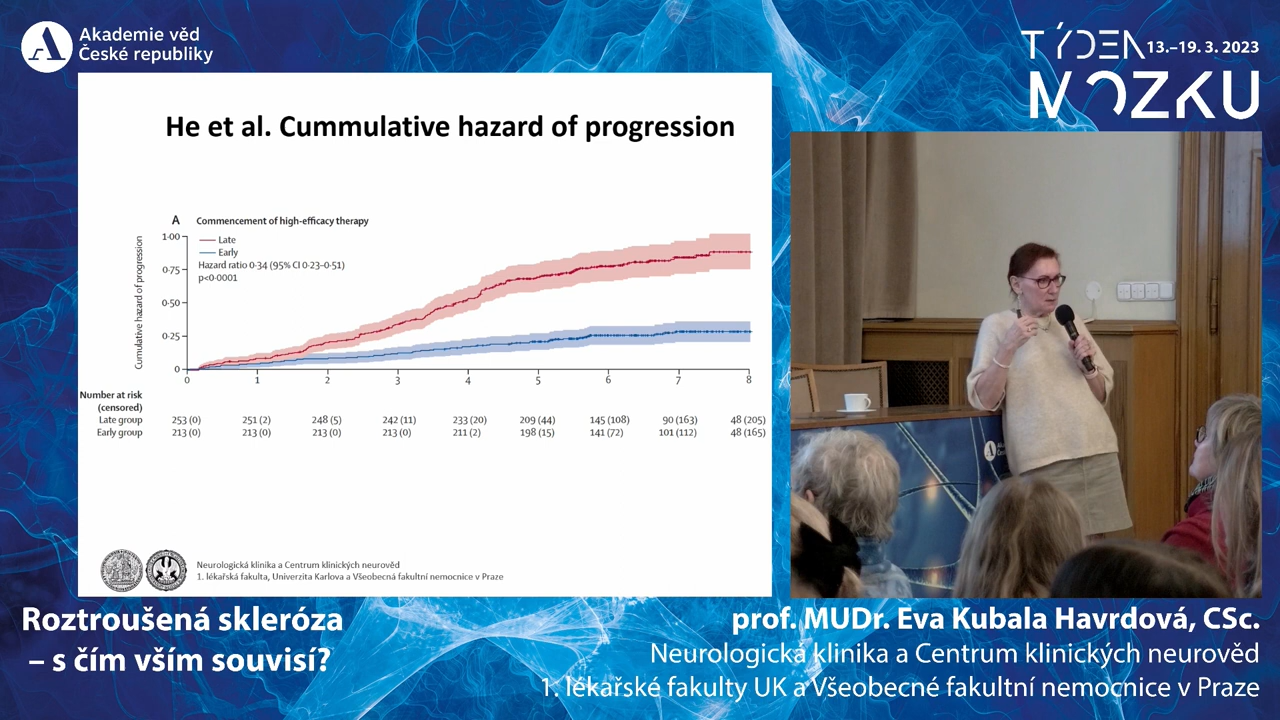 Akademie věd
České republiky
TÝDEN 13.–19. 3. 2023
MOZKU
He et al. Cummulative hazard of progression
A Commencement of high-efficacy therapy
Late
Early
Hazard ratio 0·34 (95% CI 0·23–0·51)
p<0·0001
Cumulative hazard of progression
1·00
0·75
0·50
0·25
0
0 1 2 3 4 5 6 7 8
Number at risk
(censored)
Late group 253 (0) 251 (2) 248 (5) 242 (11) 233 (20) 209 (44) 145 (108) 90 (163) 48 (205)
Early group 213 (0) 213 (0) 213 (0) 213 (0) 211 (2) 198 (15) 141 (72) 101 (112) 48 (165)
Neurologická klinika a Centrum klinických neurověd
1. lékařská fakulta, Univerzita Karlova a Všeobecná fakultní nemocnice v Praze
Roztroušená skleróza
– s čím vším souvisí?
prof. MUDr. Eva Kubala Havrdová, CSc.
Neurologická klinika a Centrum klinických neurověd
1. lékařské fakulty UK a Všeobecné fakultní nemocnice v Praze